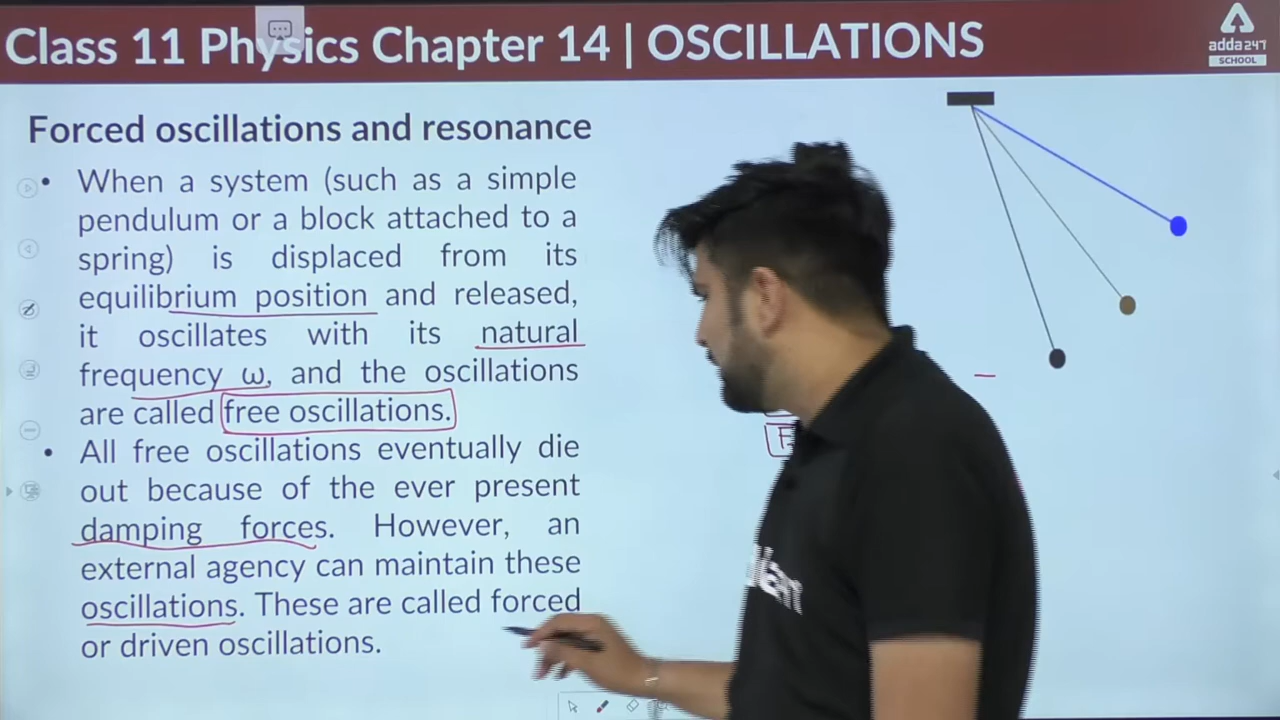 Class 11 Physics Chapter 14 | OSCILLATIONS
adda247
SCHOOL
Forced oscillations and resonance
• When a system (such as a simple
pendulum or a block attached to a
spring) is displaced from its
equilibrium position and released,
it oscillates with its natural
frequency ω, and the oscillations
are called free oscillations.
• All free oscillations eventually die
out because of the ever present
damping forces. However, an
external agency can maintain these
oscillations. These are called forced
or driven oscillations.